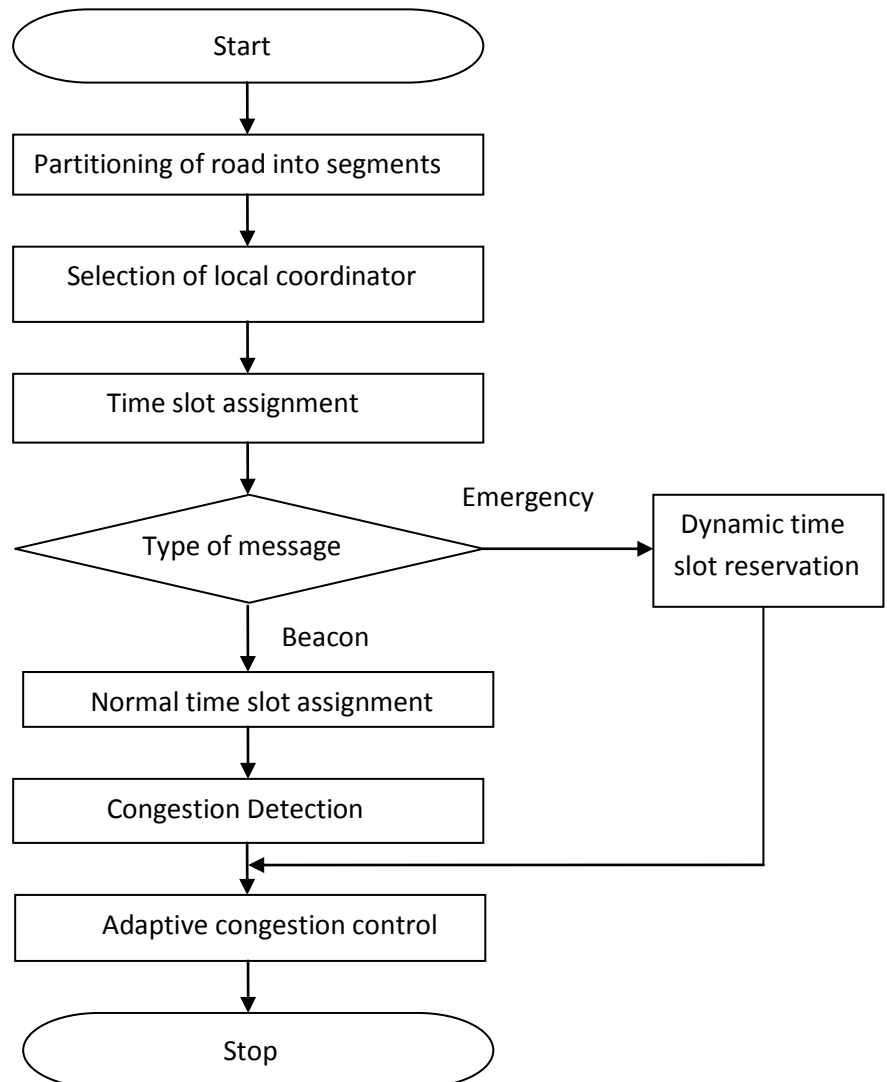 Start
Partitioning of road into segments
Selection of local coordinator
Time slot assignment
Type of message
Emergency
Dynamic time
slot reservation
Beacon
Normal time slot assignment
Congestion Detection
Adaptive congestion control
Stop